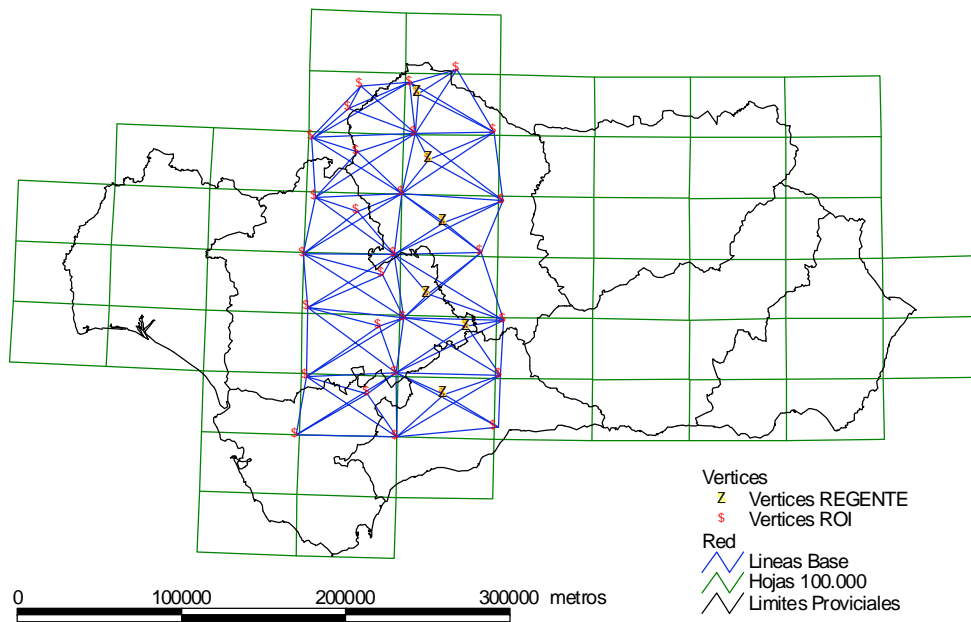 Vertices
Z Vertices REGENTE
$ Vertices ROI
Red
Lineas Base
Hojas 100.000
Limites Proviciales
0 100000 200000 300000 metros